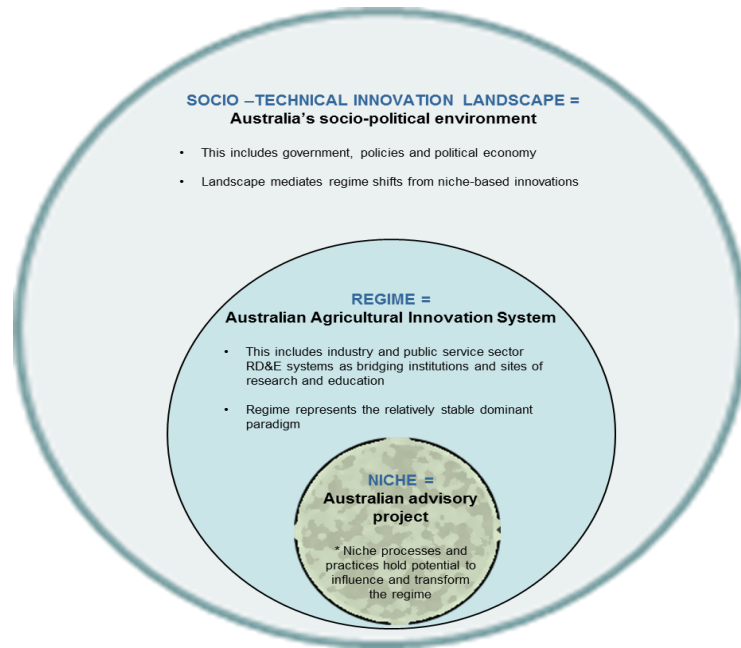 SOCIO –TECHNICAL INNOVATION LANDSCAPE =
Australia's socio-political environment
• This includes government, policies and political economy
• Landscape mediates regime shifts from niche-based innovations
REGIME =
Australian Agricultural Innovation System
• This includes industry and public service sector
RD&E systems as bridging institutions and sites of
research and education
• Regime represents the relatively stable dominant
paradigm
NICHE =
Australian advisory
project
* Niche processes and
practices hold potential to
influence and transform
the regime